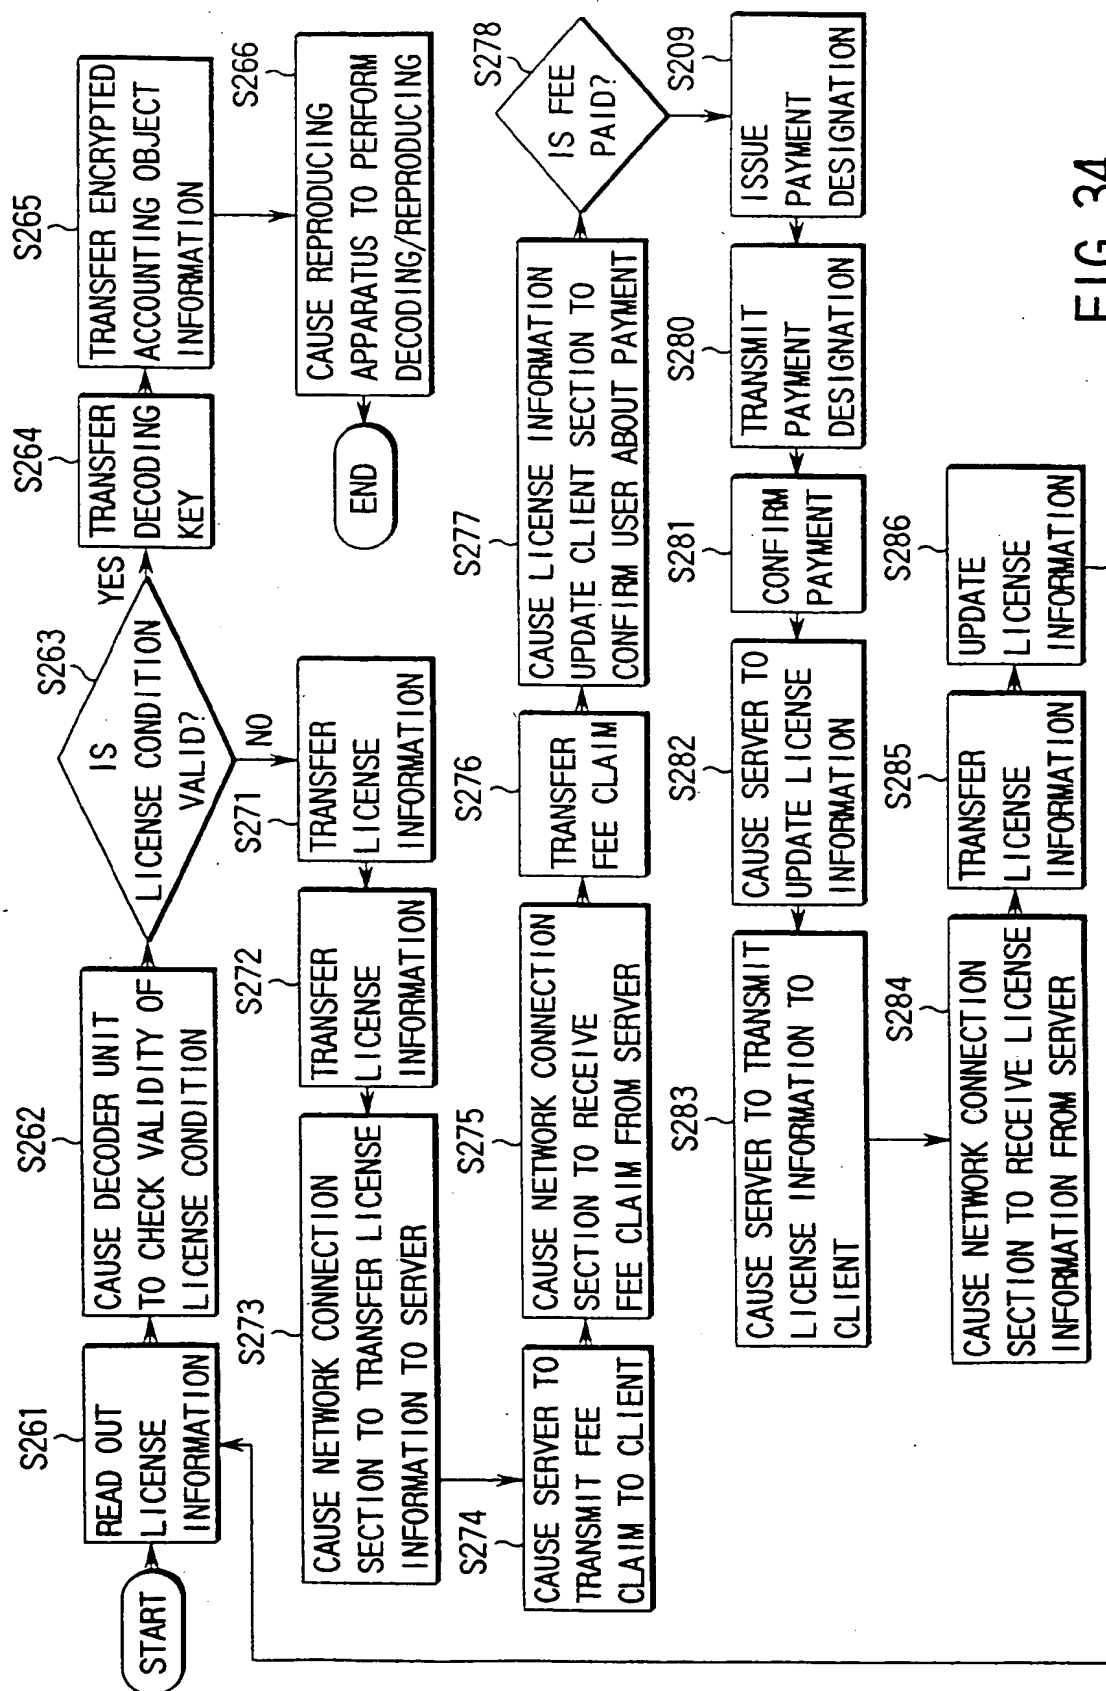 START
S261
READ OUT
LICENSE
INFORMATION
S262
CAUSE DECODER UNIT
TO CHECK VALIDITY OF
LICENSE CONDITION
S263
IS
LICENSE CONDITION
VALID?
YES
NO
S264
TRANSFER
DECODING
KEY
S265
TRANSFER ENCRYPTED
ACCOUNTING OBJECT
INFORMATION
S266
CAUSE REPRODUCING
APPARATUS TO PERFORM
DECODING/REPRODUCING
END
S271
TRANSFER
LICENSE
INFORMATION
S272
TRANSFER
LICENSE
INFORMATION
S273
CAUSE NETWORK CONNECTION
SECTION TO TRANSFER LICENSE
INFORMATION TO SERVER
S274
CAUSE SERVER TO
TRANSMIT FEE
CLAIM TO CLIENT
S275
CAUSE NETWORK CONNECTION
SECTION TO RECEIVE
FEE CLAIM FROM SERVER
S276
TRANSFER
FEE CLAIM
S277
CAUSE LICENSE INFORMATION
UPDATE CLIENT SECTION TO
CONFIRM USER ABOUT PAYMENT
S278
IS FEE
PAID?
S209
ISSUE
PAYMENT
DESIGNATION
S280
TRANSMIT
PAYMENT
DESIGNATION
S281
CONFIRM
PAYMENT
S282
CAUSE SERVER TO
UPDATE LICENSE
INFORMATION
S283
CAUSE SERVER TO TRANSMIT
LICENSE INFORMATION TO
CLIENT
S284
CAUSE NETWORK CONNECTION
SECTION TO RECEIVE LICENSE
INFORMATION FROM SERVER
S285
TRANSFER
LICENSE
INFORMATION
S286
UPDATE
LICENSE
INFORMATION
FIG. 34